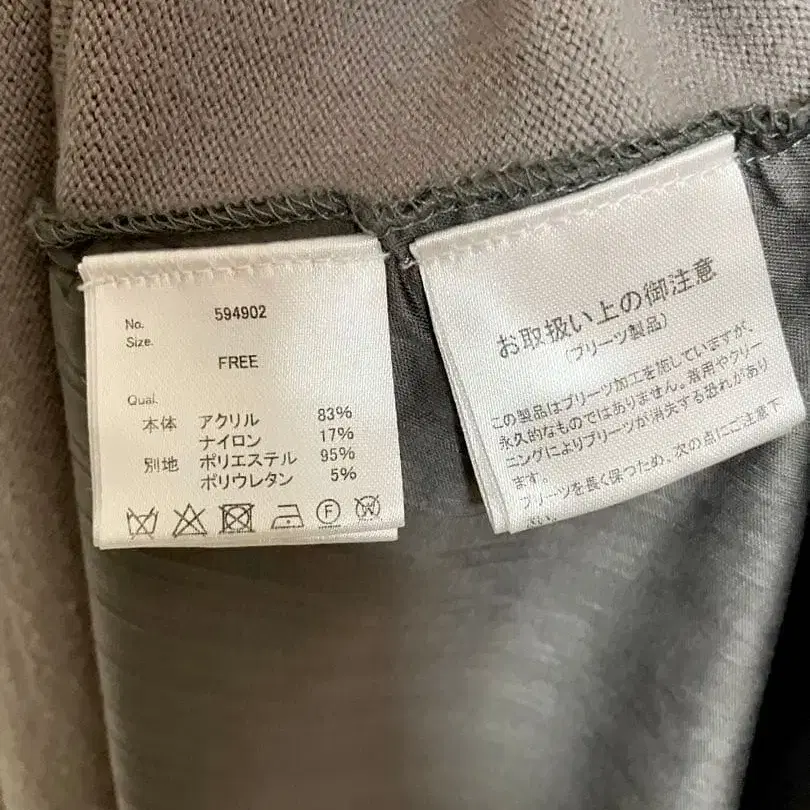 No. 594902
Size.
FREE
Qual.
本体 アクリル 83%
ナイロン 17%
別地 ポリエステル 95%
ポリウレタン 5%
F
W
お取扱い上の御注意
(プリーツ製品)
この製品はプリーツ加工を施していますが、
永久的なものではありません。着用やクリー
ニングによりプリーツが消失する恐れがあり
ます。
プリーツを長く保つため、次の点にご注意下
さい。